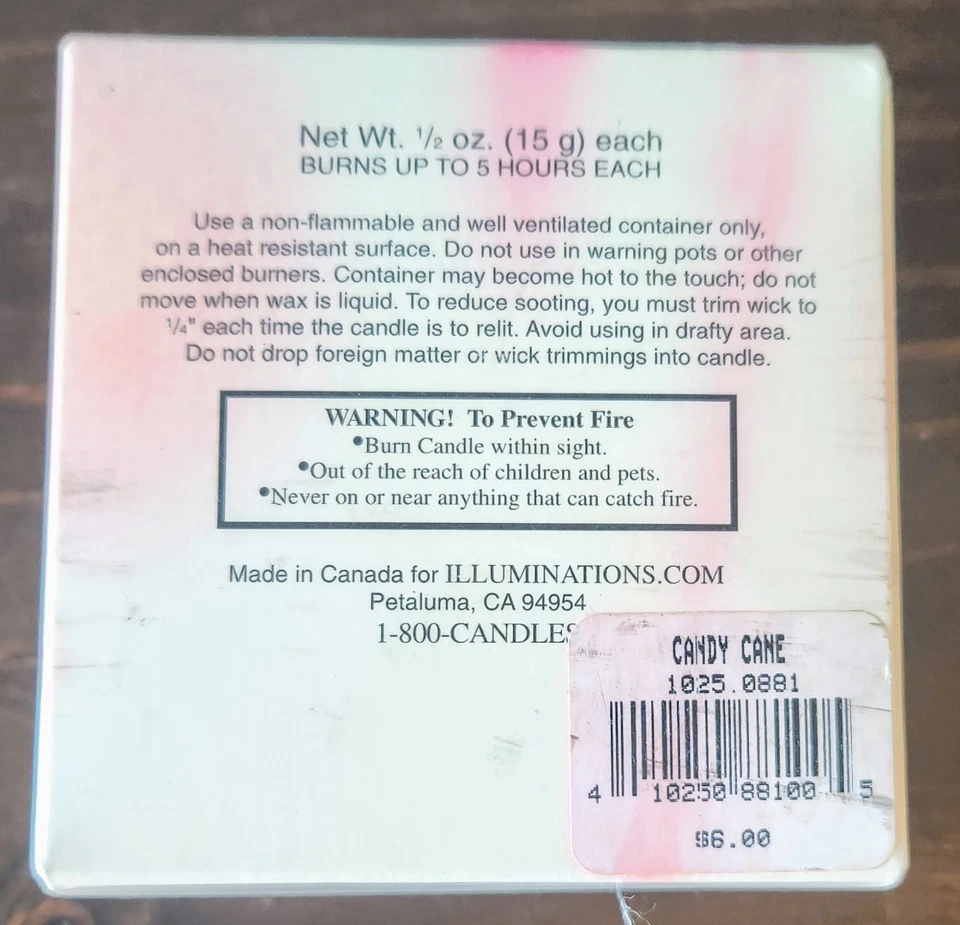 Net Wt. ½ oz. (15 g) each
BURNS UP TO 5 HOURS EACH
Use a non-flammable and well ventilated container only,
on a heat resistant surface. Do not use in warning pots or other
enclosed burners. Container may become hot to the touch; do not
move when wax is liquid. To reduce sooting, you must trim wick to
¼" each time the candle is to relit. Avoid using in drafty area.
Do not drop foreign matter or wick trimmings into candle.
WARNING! To Prevent Fire
•Burn Candle within sight.
•Out of the reach of children and pets.
•Never on or near anything that can catch fire.
Made in Canada for ILLUMINATIONS.COM
Petaluma, CA 94954
1-800-CANDLES
CANDY CANE
1025.0881
4 10250 88100 5
$6.00